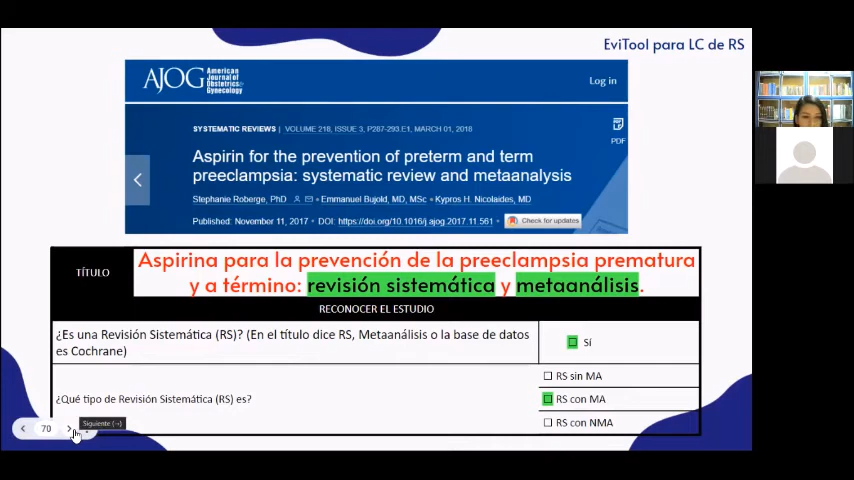 EviTool para LC de RS
AJOG American Journal of Obstetrics & Gynecology
Log in
SYSTEMATIC REVIEWS | VOLUME 218, ISSUE 3, P287-293.E1, MARCH 01, 2018
PDF
Aspirin for the prevention of preterm and term
preeclampsia: systematic review and metaanalysis
Stephanie Roberge, PhD • Emmanuel Bujold, MD, MSc • Kypros H. Nicolaides, MD
Published: November 11, 2017 • DOI: https://doi.org/10.1016/j.ajog.2017.11.561 • Check for updates
TÍTULO
Aspirina para la prevención de la preeclampsia prematura
y a término: revisión sistemática y metaanálisis.
RECONOCER EL ESTUDIO
¿Es una Revisión Sistemática (RS)? (En el título dice RS, Metaanálisis o la base de datos
es Cochrane)
Sí
¿Qué tipo de Revisión Sistemática (RS) es?
RS sin MA
RS con MA
RS con NMA
70
Siguiente (→)